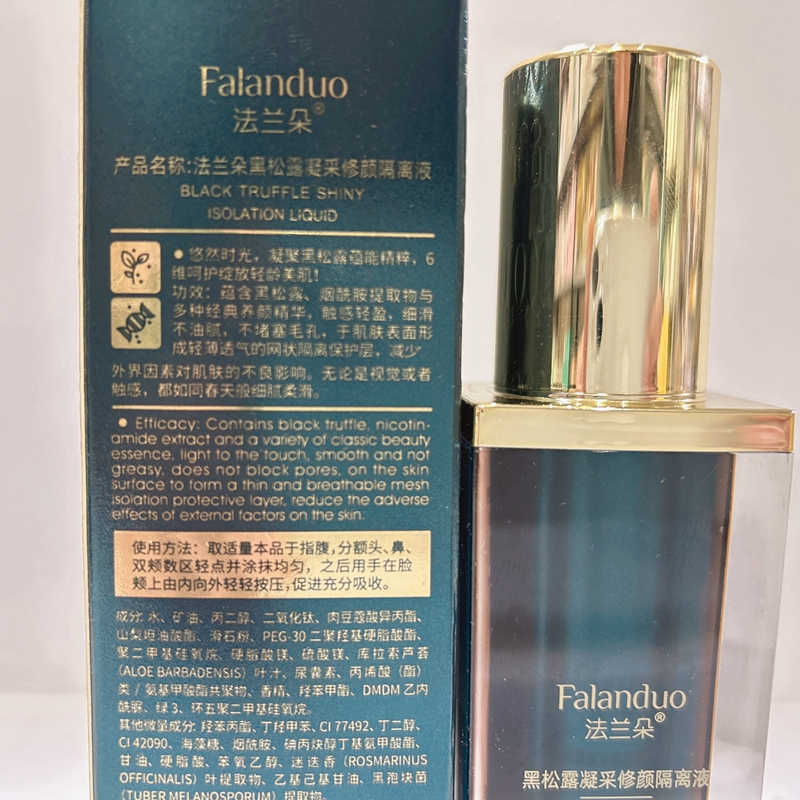 Falanduo
法兰朵®
产品名称:法兰朵黑松露凝采修颜隔离液
BLACK TRUFFLE SHINY
ISOLATION LIQUID
● 悠然时光，凝聚黑松露蕴能精粹，6
维呵护绽放轻龄美肌！
功效：蕴含黑松露、烟酰胺提取物与
多种经典养颜精华，触感轻盈，细滑
不油腻，不堵塞毛孔，于肌肤表面形
成轻薄透气的网状隔离保护层，减少
外界因素对肌肤的不良影响。无论是视觉或者
触感，都如同春天般细腻柔滑。
● Efficacy: Contains black truffle, nicotin-
amide extract and a variety of classic beauty
essence, light to the touch, smooth and not
greasy, does not block pores, on the skin
surface to form a thin and breathable mesh
isolation protective layer, reduce the adverse
effects of external factors on the skin.
使用方法：取适量本品于指腹,分额头、鼻、
双颊数区轻点并涂抹均匀，之后用手在脸
颊上由内向外轻轻按压,促进充分吸收。
成分:水、矿油、丙二醇、二氧化钛、肉豆蔻酸异丙酯、
山梨坦油酸酯、滑石粉、PEG-30 二聚羟基硬脂酸酯、
聚二甲基硅氧烷、硬脂酸镁、硫酸镁、库拉索芦荟
（ALOE BARBADENSIS）叶汁、尿囊素、丙烯酸（酯）
类 / 氨基甲酸酯共聚物、香精、羟苯甲酯、DMDM 乙内
酰脲、绿 3、环五聚二甲基硅氧烷。
其他微量成分: 羟苯丙酯、丁羟甲苯、CI 77492、丁二醇、
CI 42090、海藻糖、烟酰胺、碘丙炔醇丁基氨甲酸酯、
甘油、硬脂酸、苯氧乙醇、迷迭香（ROSMARINUS
OFFICINALIS）叶提取物、乙基己基甘油、黑孢块菌
（TUBER MELANOSPORUM）提取物。
Falanduo
法兰朵®
黑松露凝采修颜隔离液